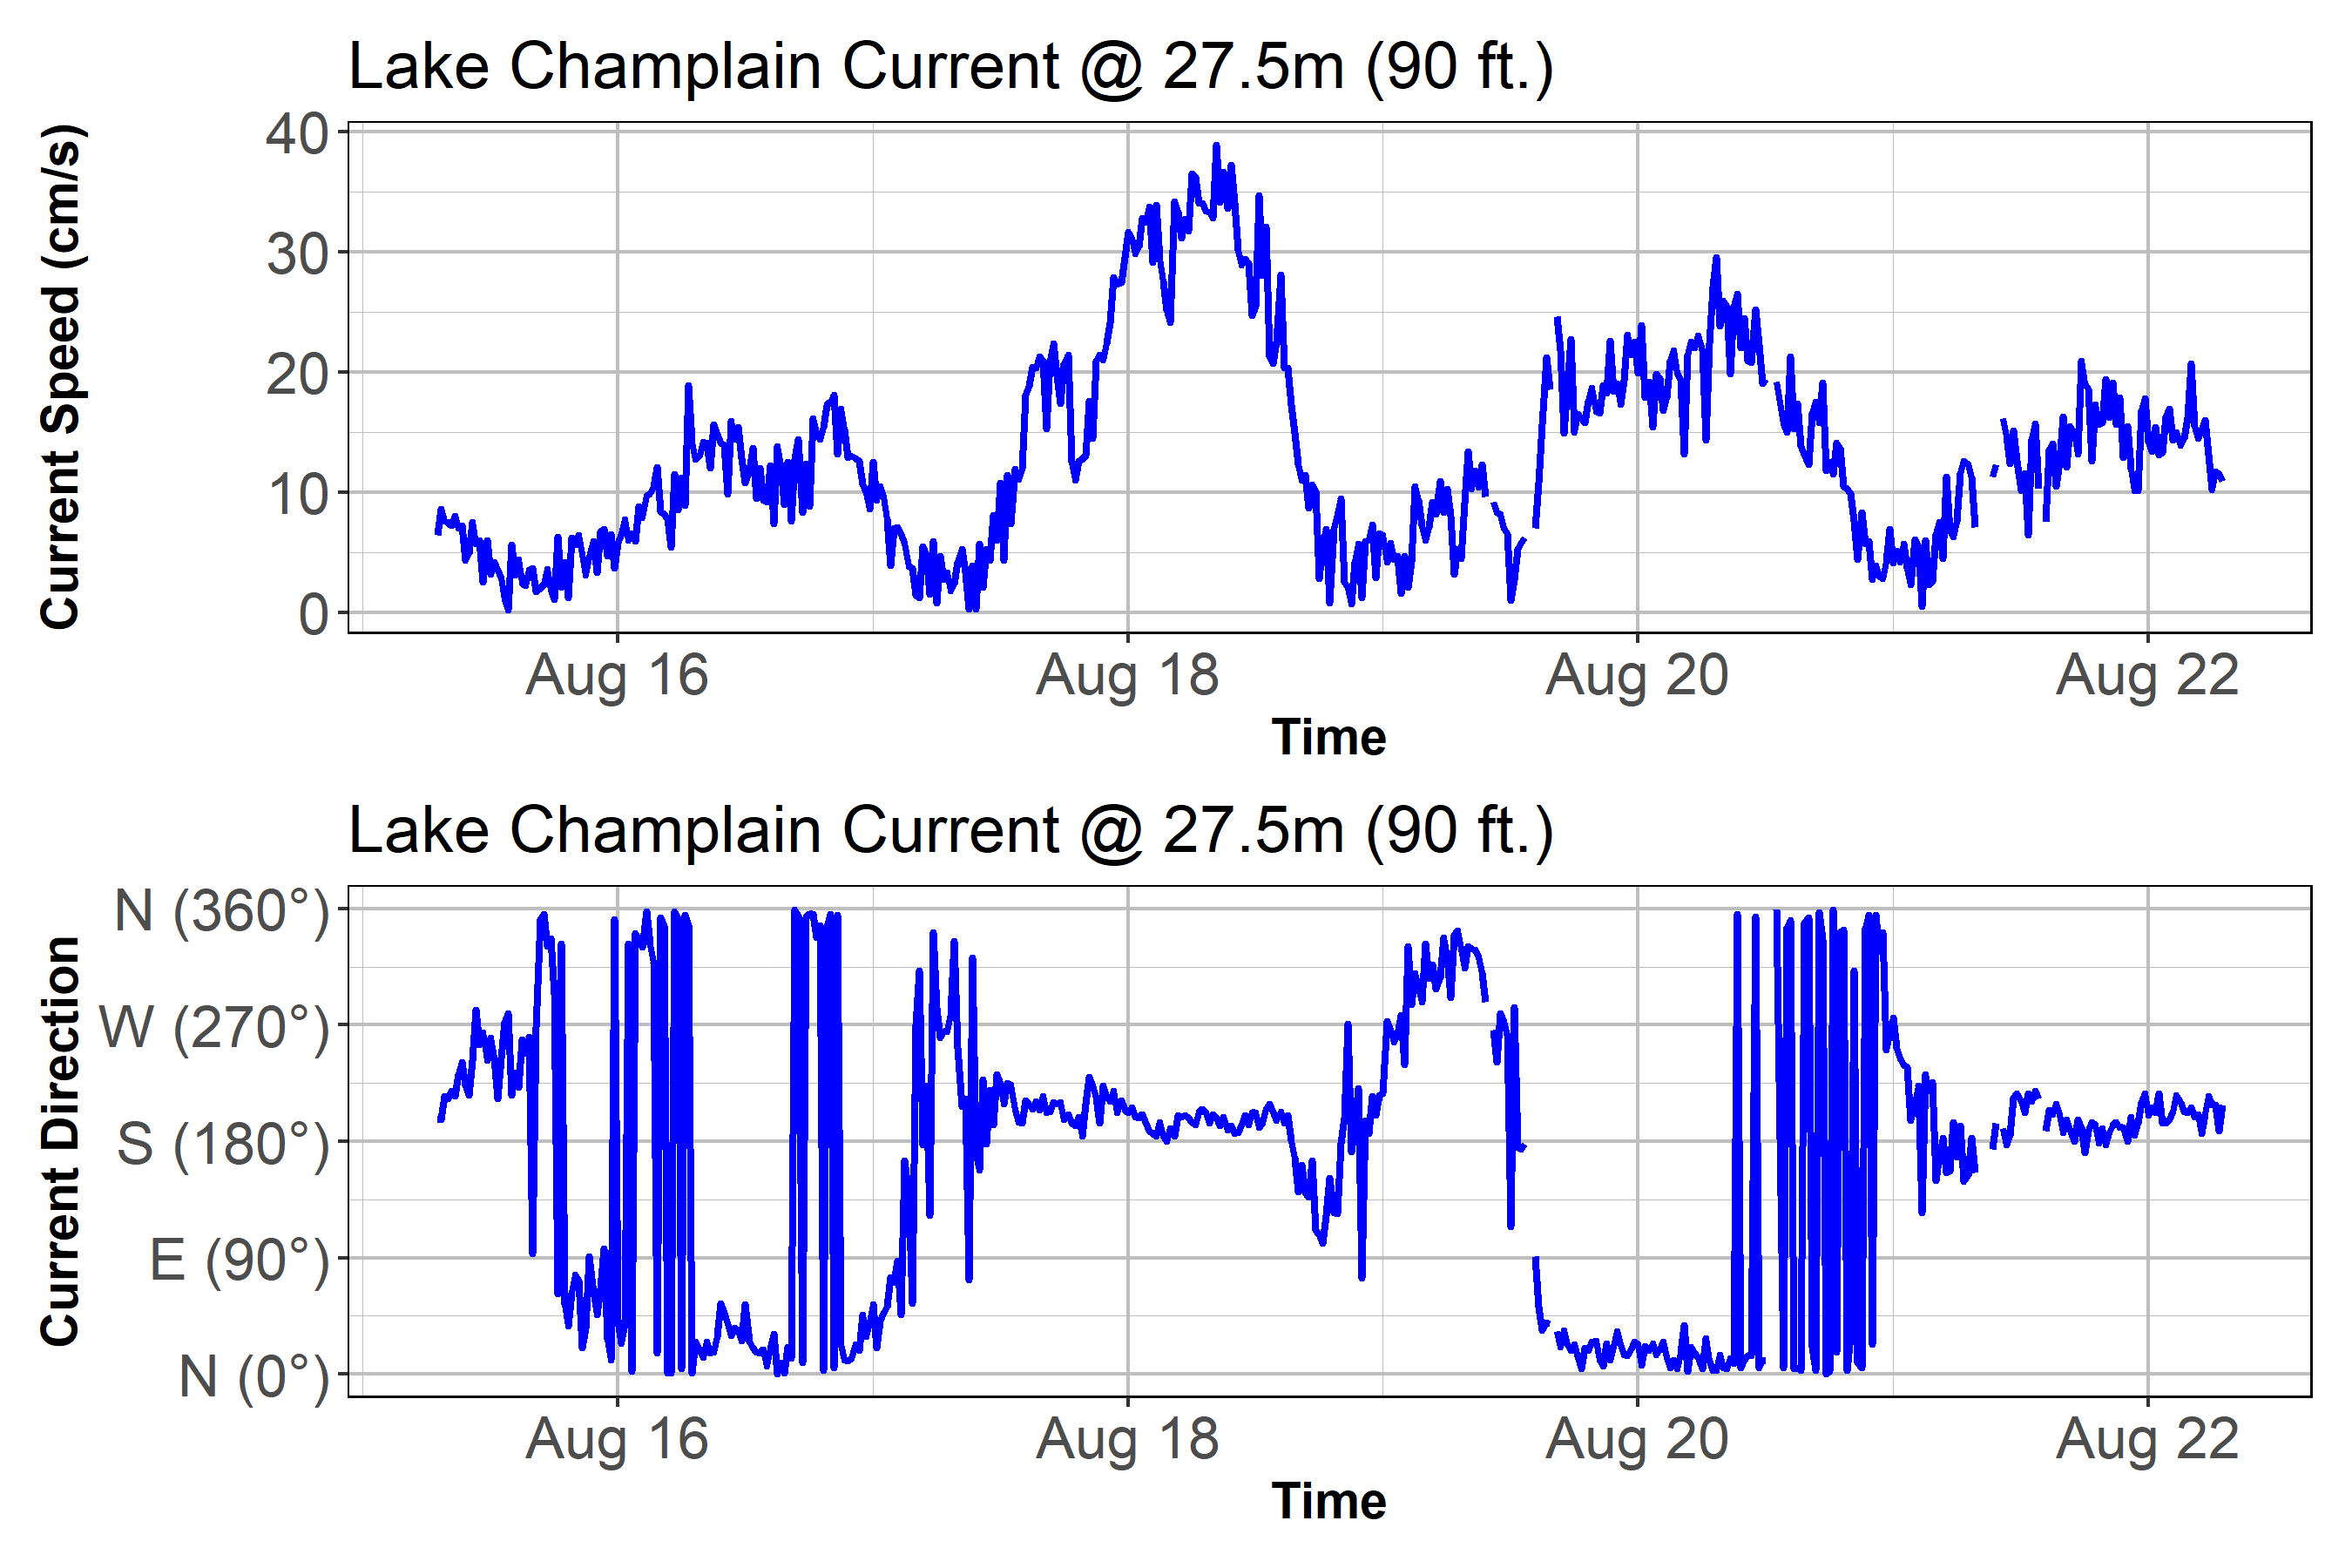 Lake Champlain Current @ 27.5m (90 ft.)
Current Speed (cm/s)
40
30
20
10
0
Aug 16 Aug 18 Aug 20 Aug 22
Time
Lake Champlain Current @ 27.5m (90 ft.)
Current Direction
N (360°)
W (270°)
S (180°)
E (90°)
N (0°)
Aug 16 Aug 18 Aug 20 Aug 22
Time